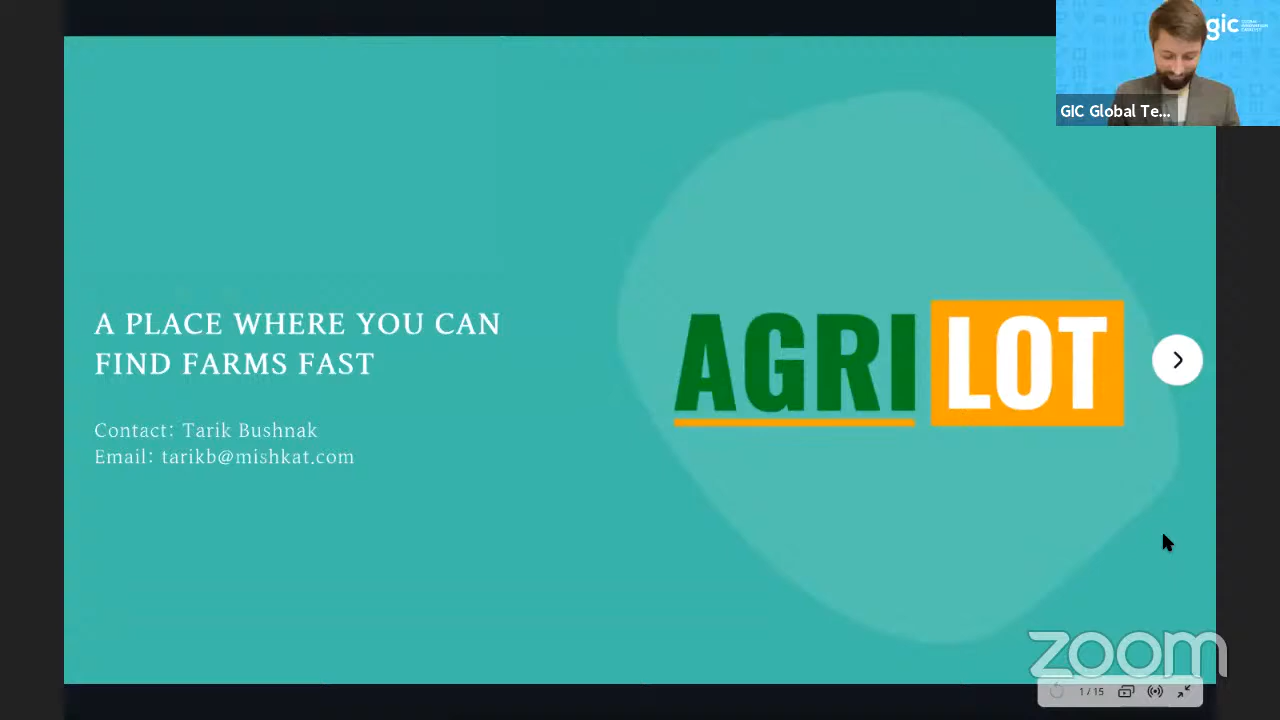 gic
GIC Global Te...
A PLACE WHERE YOU CAN
FIND FARMS FAST
Contact: Tarik Bushnak
Email: tarikb@mishkat.com
AGRI LOT
zoom
1 / 15